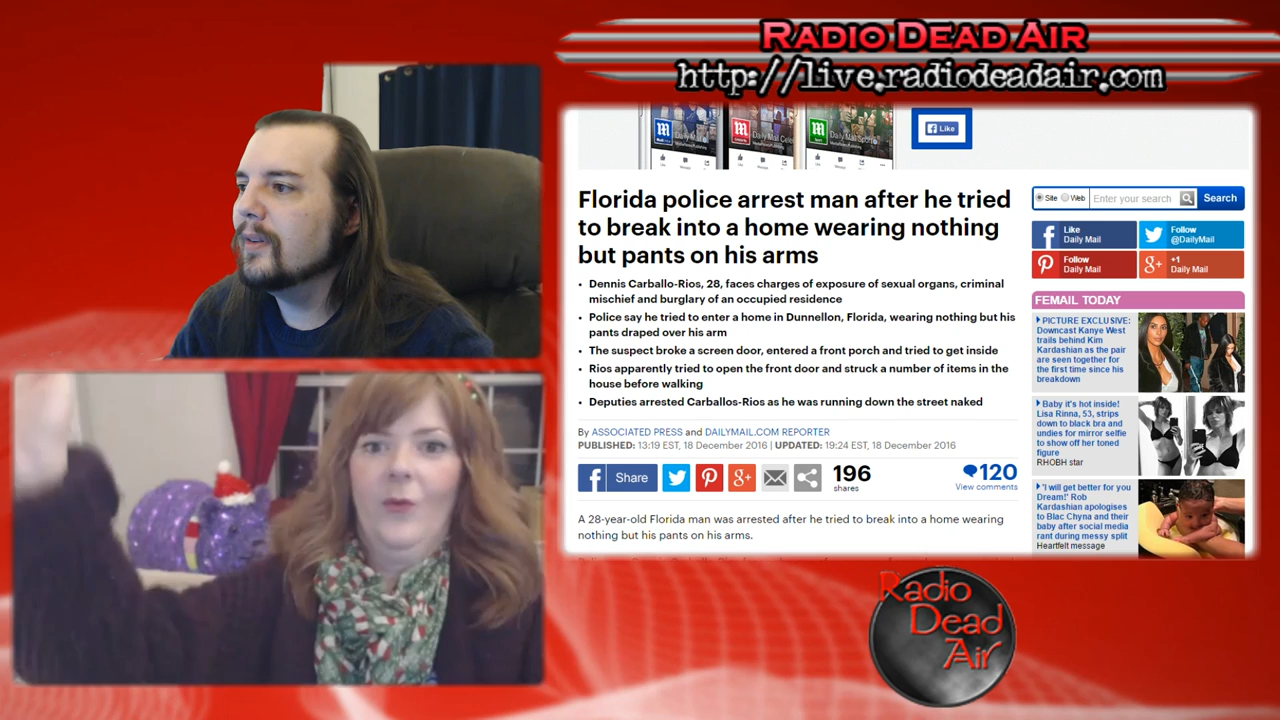 Radio Dead Air
http://live.radiodeadair.com
Like
Florida police arrest man after he tried
to break into a home wearing nothing
but pants on his arms
• Dennis Carballo-Rios, 28, faces charges of exposure of sexual organs, criminal
mischief and burglary of an occupied residence
• Police say he tried to enter a home in Dunnellon, Florida, wearing nothing but his
pants draped over his arm
• The suspect broke a screen door, entered a front porch and tried to get inside
• Rios apparently tried to open the front door and struck a number of items in the
house before walking
• Deputies arrested Carballos-Rios as he was running down the street naked
By ASSOCIATED PRESS and DAILYMAIL.COM REPORTER
PUBLISHED: 13:19 EST, 18 December 2016 | UPDATED: 19:24 EST, 18 December 2016
Share
196
shares
120
View comments
A 28-year-old Florida man was arrested after he tried to break into a home wearing
nothing but his pants on his arms.
Site Web Enter your search Search
Like
Daily Mail
Follow
@DailyMail
Follow
Daily Mail
+1
Daily Mail
FEMAIL TODAY
PICTURE EXCLUSIVE:
Downcast Kanye West
trails behind Kim
Kardashian as the pair
are seen together for
the first time since his
breakdown
Baby it's hot inside!
Lisa Rinna, 53, strips
down to black bra and
undies for mirror selfie
to show off her toned
figure
RHOBH star
'I will get better for you
Dream!' Rob
Kardashian apologises
to Blac Chyna and their
baby after social media
rant during messy split
Heartfelt message
Radio
Dead
Air